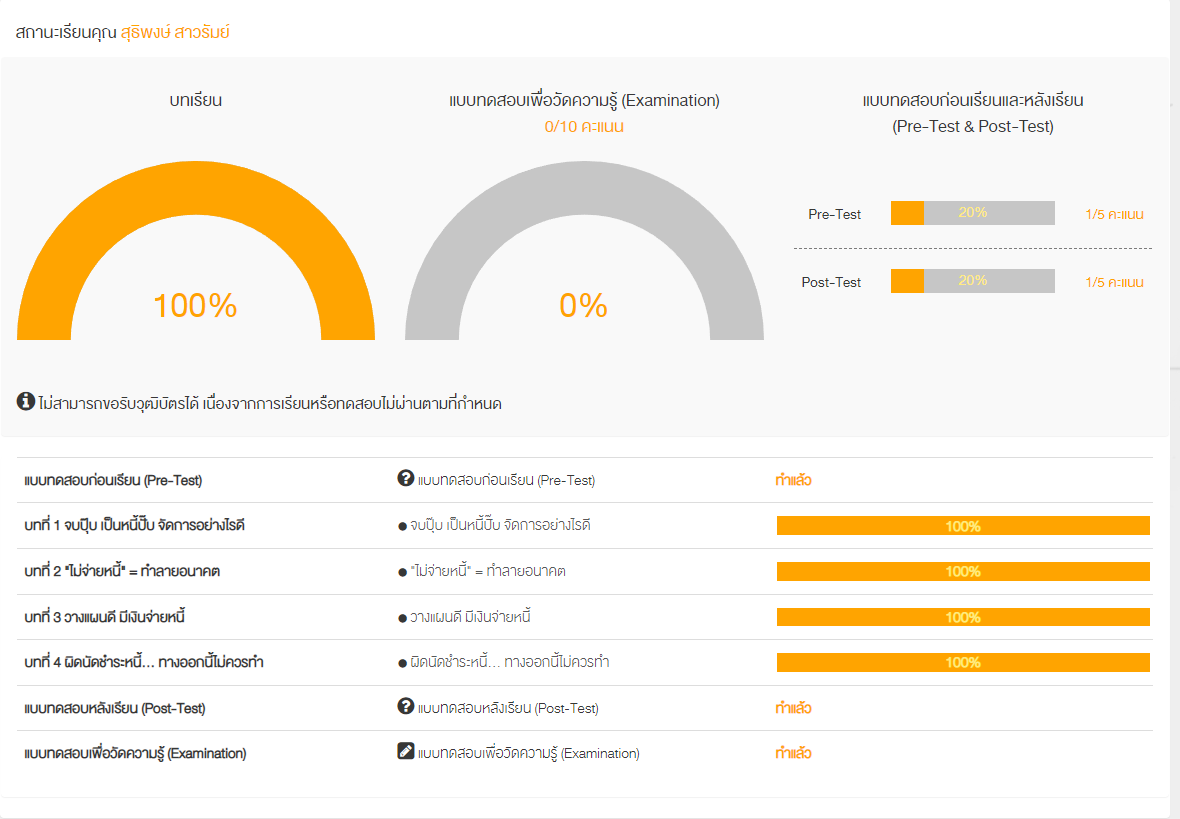 สถานะเรียนคุณ สุธิพงษ์ สาวรัมย์
บทเรียน
100%
แบบทดสอบเพื่อวัดความรู้ (Examination)
0/10 คะแนน
0%
แบบทดสอบก่อนเรียนและหลังเรียน
(Pre-Test & Post-Test)
Pre-Test 20% 1/5 คะแนน
Post-Test 20% 1/5 คะแนน
ไม่สามารถขอรับวุฒิบัตรได้ เนื่องจากการเรียนหรือทดสอบไม่ผ่านตามที่กำหนด
แบบทดสอบก่อนเรียน (Pre-Test) แบบทดสอบก่อนเรียน (Pre-Test) ทำแล้ว
บทที่ 1 จบปุ๊บ เป็นหนี้ปั๊บ จัดการอย่างไรดี ● จบปุ๊บ เป็นหนี้ปั๊บ จัดการอย่างไรดี 100%
บทที่ 2 "ไม่จ่ายหนี้" = ทำลายอนาคต ● "ไม่จ่ายหนี้" = ทำลายอนาคต 100%
บทที่ 3 วางแผนดี มีเงินจ่ายหนี้ ● วางแผนดี มีเงินจ่ายหนี้ 100%
บทที่ 4 ผิดนัดชำระหนี้... ทางออกนี้ไม่ควรทำ ● ผิดนัดชำระหนี้... ทางออกนี้ไม่ควรทำ 100%
แบบทดสอบหลังเรียน (Post-Test) แบบทดสอบหลังเรียน (Post-Test) ทำแล้ว
แบบทดสอบเพื่อวัดความรู้ (Examination) แบบทดสอบเพื่อวัดความรู้ (Examination) ทำแล้ว